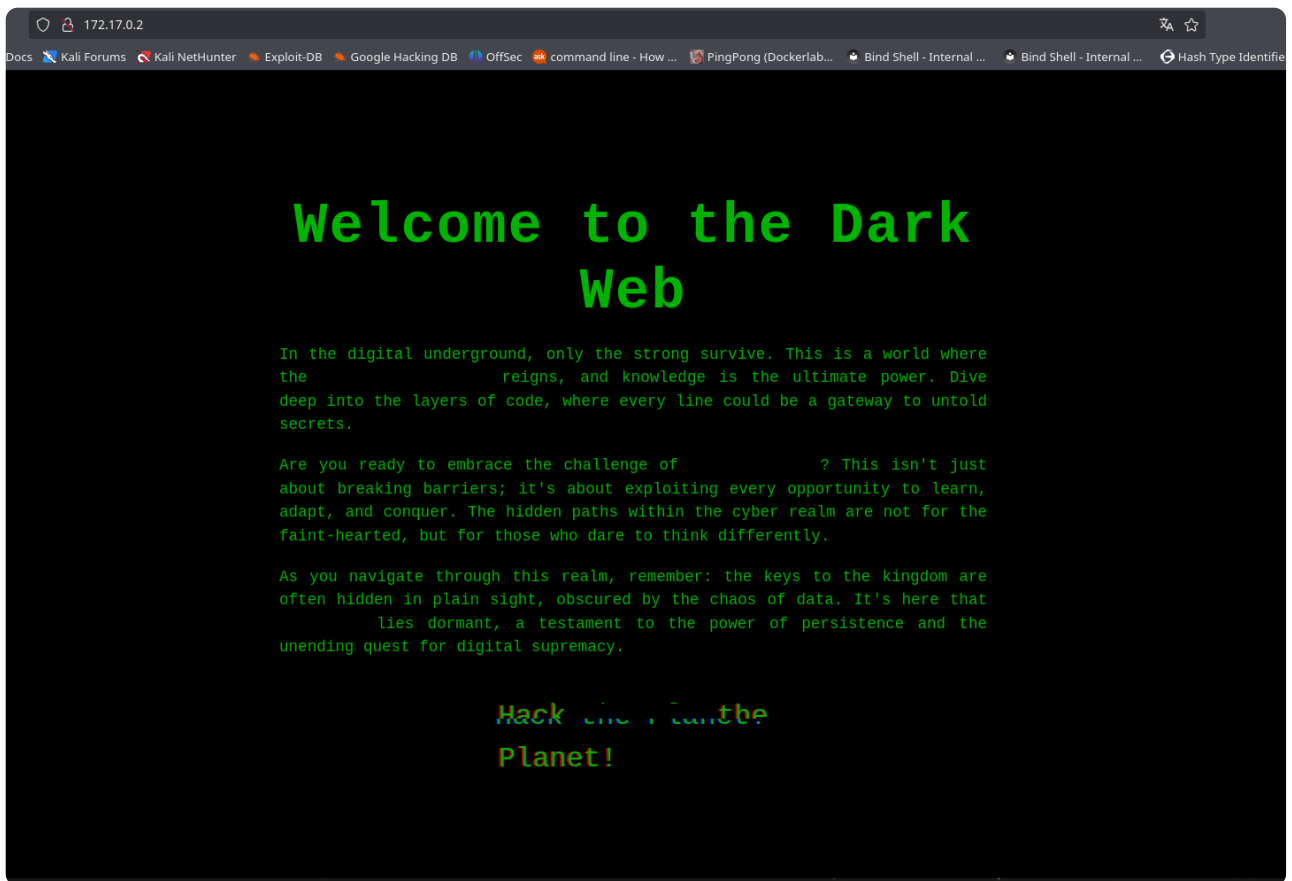 172.17.0.2
Docs Kali Forums Kali NetHunter Exploit-DB Google Hacking DB OffSec command line - How ... PingPong (Dockerlab... Bind Shell - Internal ... Bind Shell - Internal ... Hash Type Identifie
Welcome to the Dark
Web
In the digital underground, only the strong survive. This is a world where
the reigns, and knowledge is the ultimate power. Dive
deep into the layers of code, where every line could be a gateway to untold
secrets.
Are you ready to embrace the challenge of ? This isn't just
about breaking barriers; it's about exploiting every opportunity to learn,
adapt, and conquer. The hidden paths within the cyber realm are not for the
faint-hearted, but for those who dare to think differently.
As you navigate through this realm, remember: the keys to the kingdom are
often hidden in plain sight, obscured by the chaos of data. It's here that
lies dormant, a testament to the power of persistence and the
unending quest for digital supremacy.
Hack the
Planet!